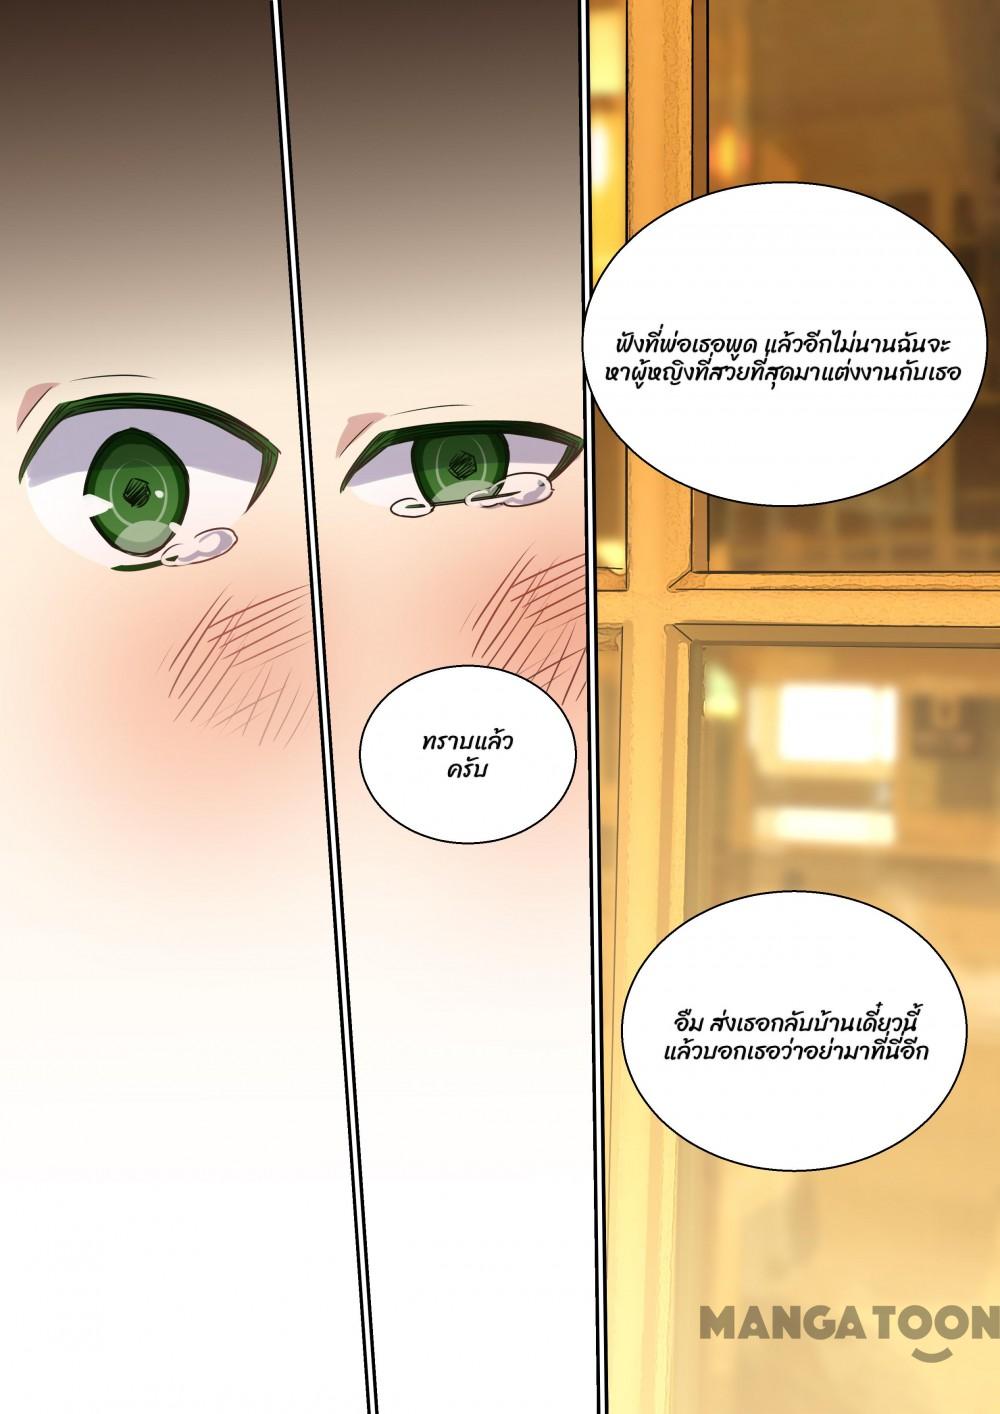 ฟังที่พ่อเธอพูด แล้วอีกไม่นานฉันจะ
หาผู้หญิงที่สวยที่สุดมาแต่งงานกับเธอ
ทราบแล้ว
ครับ
อืม ส่งเธอกลับบ้านเดี๋ยวนี้
แล้วบอกเธอว่าอย่ามาที่นี่อีก
MANGATOON